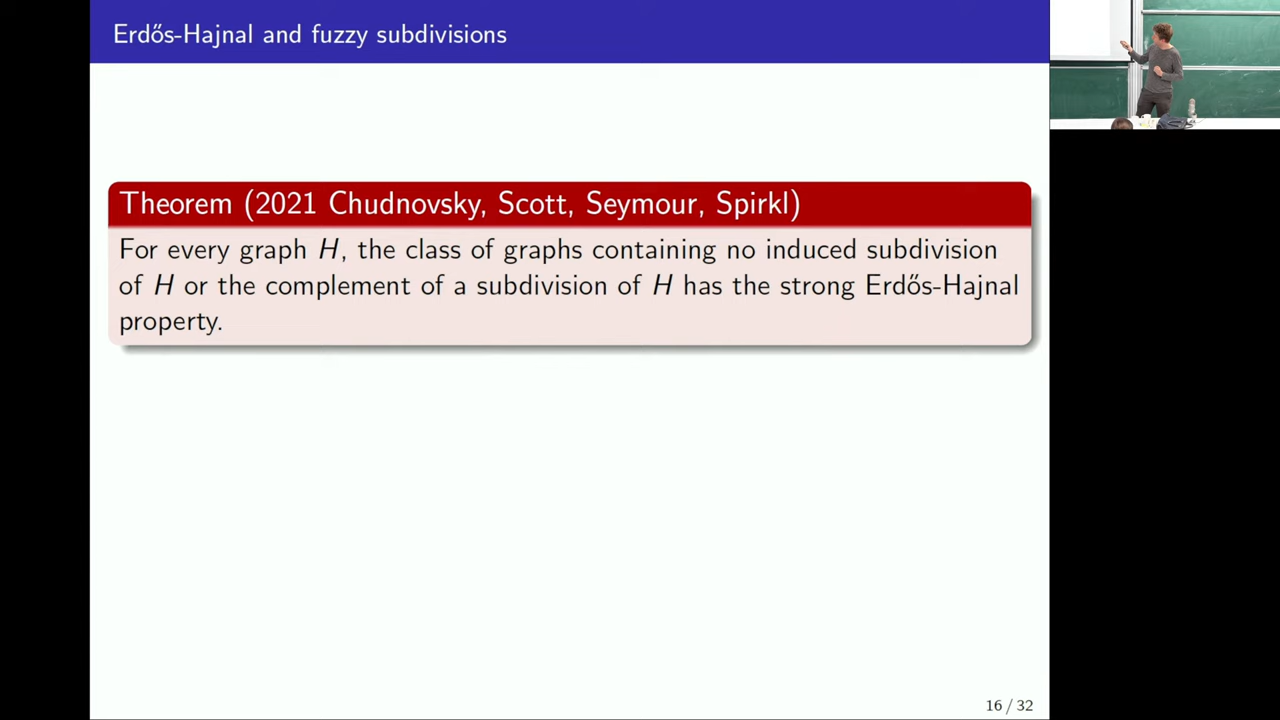 Erdős-Hajnal and fuzzy subdivisions
Theorem (2021 Chudnovsky, Scott, Seymour, Spirkl)
For every graph H, the class of graphs containing no induced subdivision
of H or the complement of a subdivision of H has the strong Erdős-Hajnal
property.
16 / 32